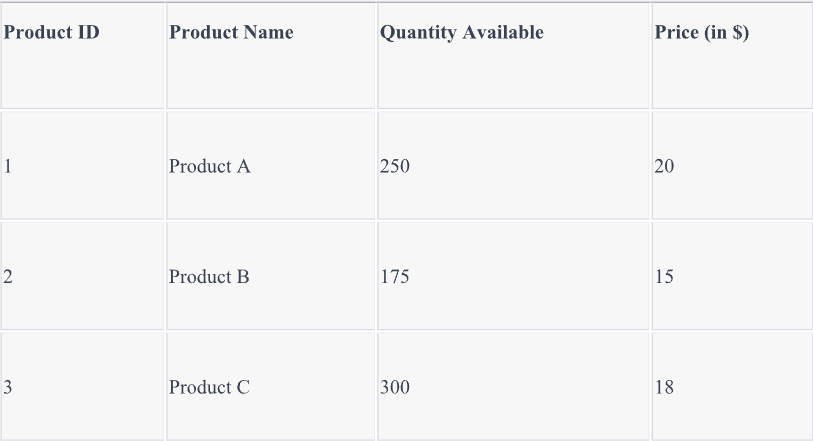 Product ID Product Name Quantity Available Price (in $)
1 Product A 250 20
2 Product B 175 15
3 Product C 300 18